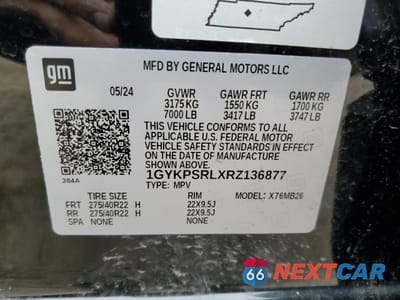 gm
MFD BY GENERAL MOTORS LLC
05/24 GVWR GAWR FRT GAWR RR
3175 KG 1550 KG 1700 KG
7000 LB 3417 LB 3747 LB
THIS VEHICLE CONFORMS TO ALL
APPLICABLE U.S. FEDERAL MOTOR
VEHICLE SAFETY STANDARDS IN EFFECT
ON THE DATE OF MANUFACTURE SHOWN ABOVE.
1GYKPSRLXRZ136877
284A TYPE: MPV MODEL: X76MB26
TIRE SIZE RIM
FRT 275/40R22 H 22X9.5J
RR 275/40R22 H 22X9.5J
SPA NONE NONE
66 NEXTCAR